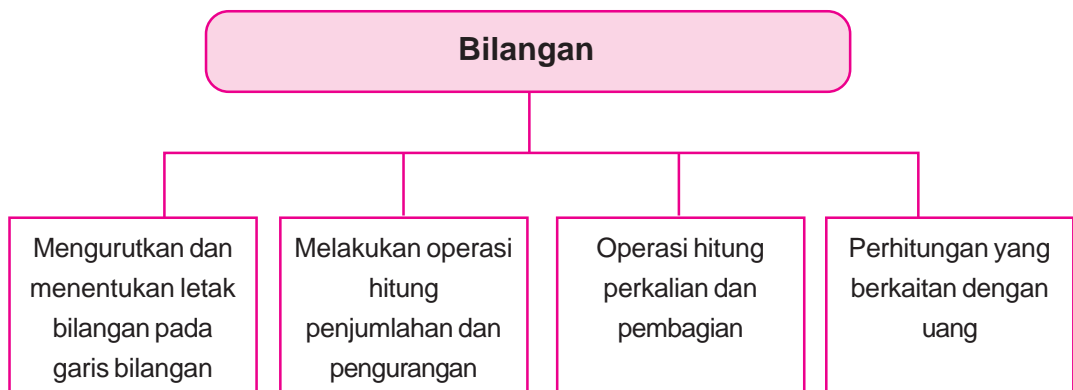 Bilangan
Mengurutkan dan
menentukan letak
bilangan pada
garis bilangan
Melakukan operasi
hitung
penjumlahan dan
pengurangan
Operasi hitung
perkalian dan
pembagian
Perhitungan yang
berkaitan dengan
uang